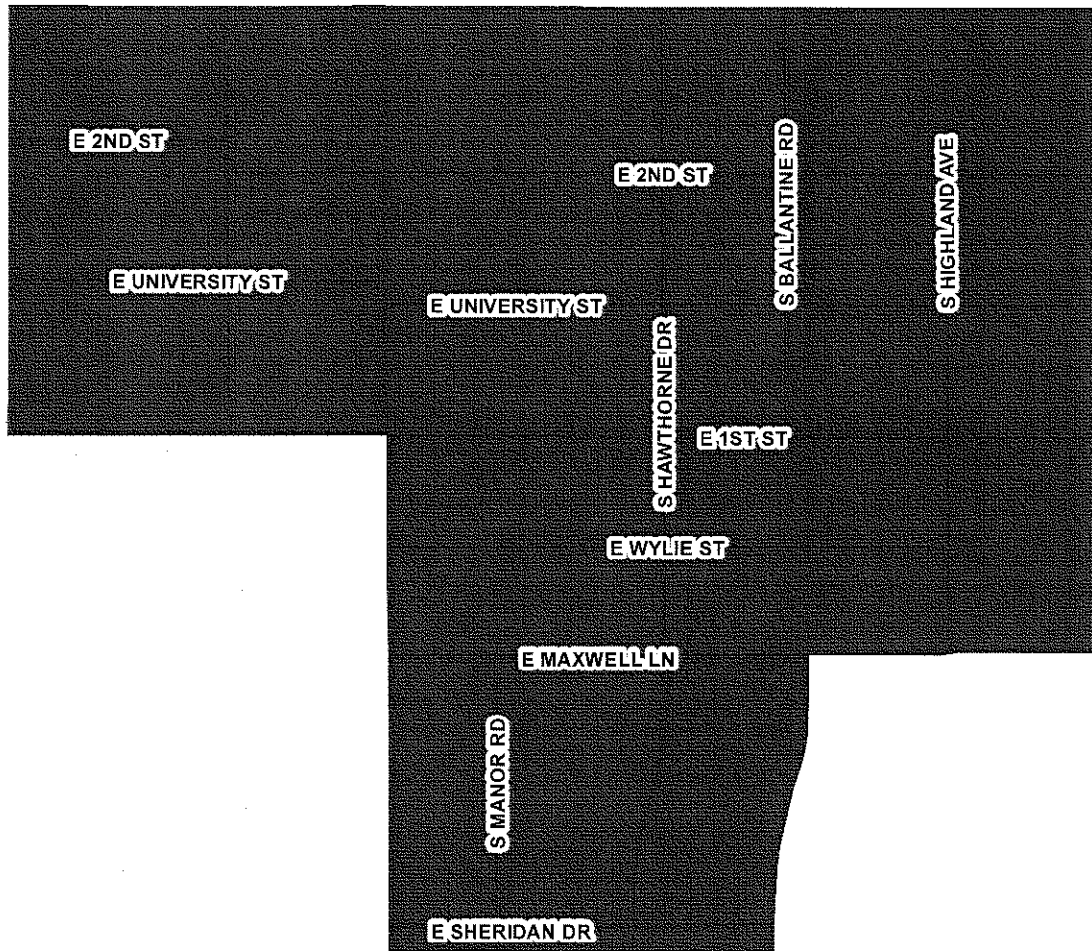 E 2ND ST
E 2ND ST
S BALLANTINE RD
S HIGHLAND AVE
E UNIVERSITY ST
E UNIVERSITY ST
S HAWTHORNE DR
E 1ST ST
E WYLIE ST
E MAXWELL LN
S MANOR RD
E SHERIDAN DR